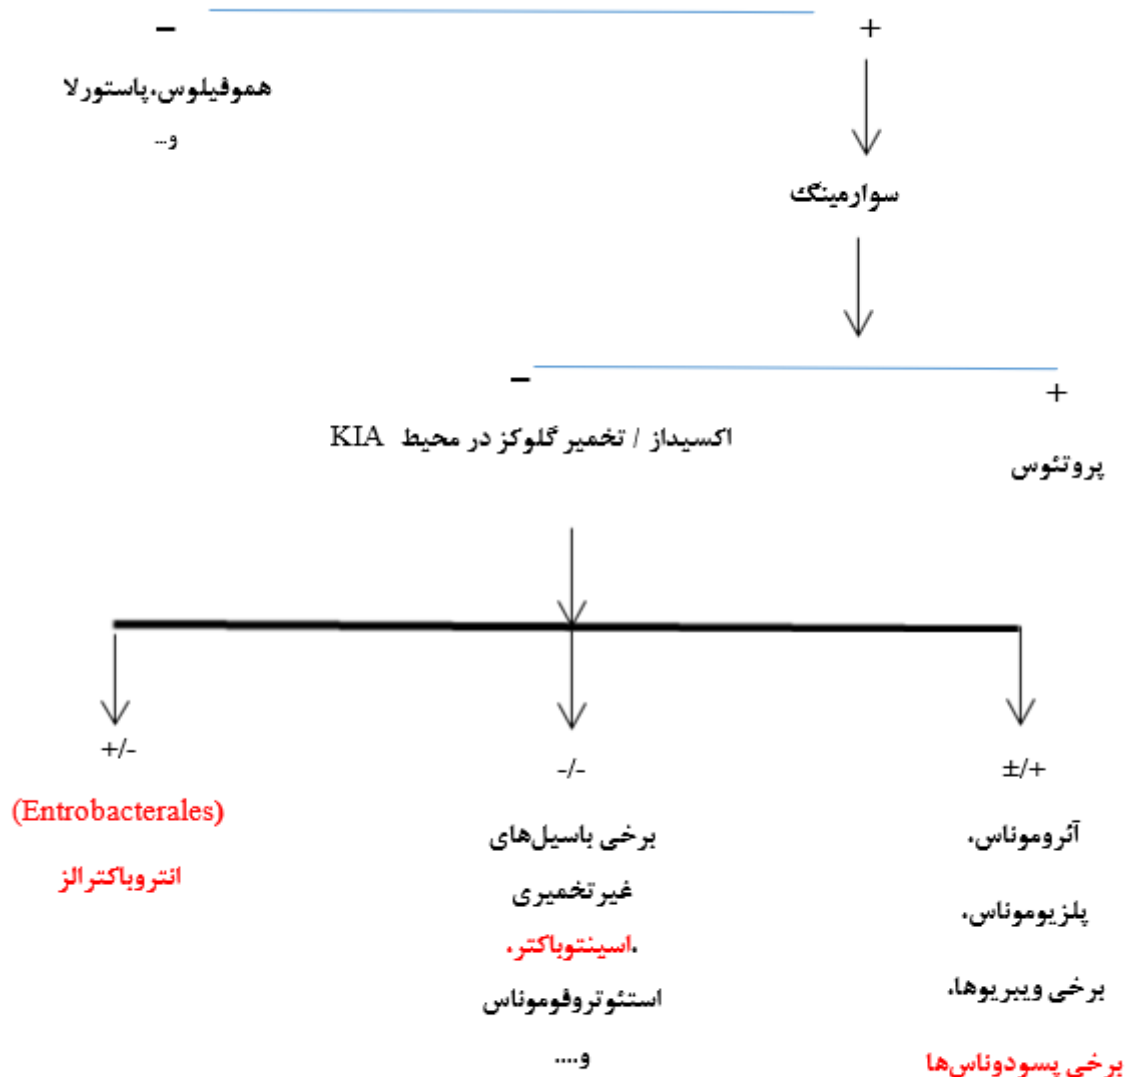 +
−
هموفیلوس،پاستورلا
و...
سوارمینگ
+
−
پروتئوس
اکسیداز / تخمیر گلوکز در محیط KIA
±/+
آئروموناس،
پلزیوموناس،
برخی ویبریوها،
برخی پسودوناس‌ها
-/-
برخی باسیل‌های
غیرتخمیری
،اسینتوباکتر،
استئوتروفوموناس
و....
+/-
(Entrobacterales)
انتروباکترالز